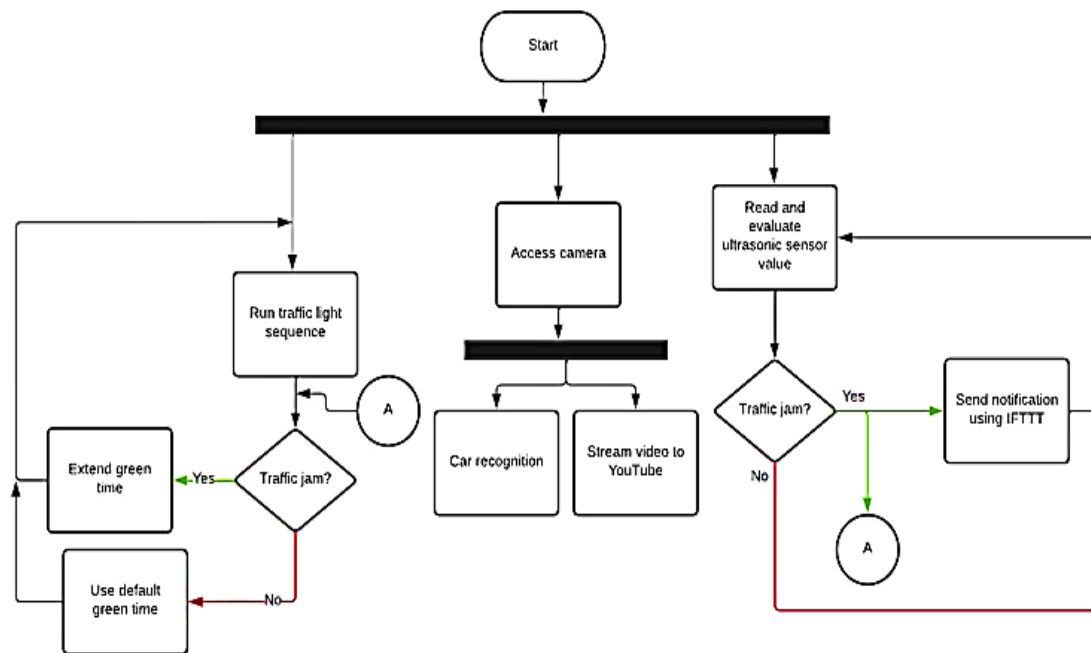 Start
Read and
evaluate
ultrasonic sensor
value
Access camera
Run traffic light
sequence
A
Traffic jam?
Yes
Send notification
using IFTTT
No
Car recognition
Stream video to
YouTube
Extend green
time
Yes
Traffic jam?
A
Use default
green time
No